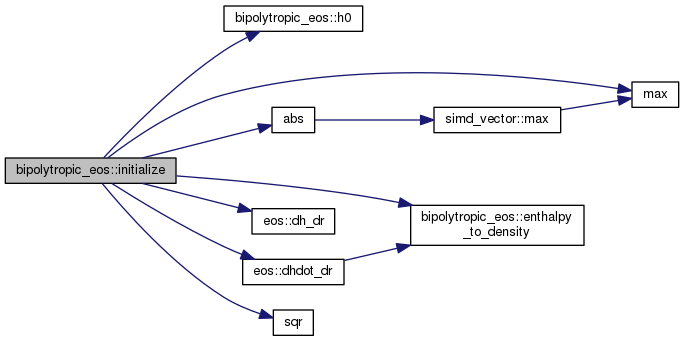 bipolytropic_eos::h0
max
abs
simd_vector::max
bipolytropic_eos::initialize
eos::dh_dr
bipolytropic_eos::enthalpy
_to_density
eos::dhdot_dr
sqr